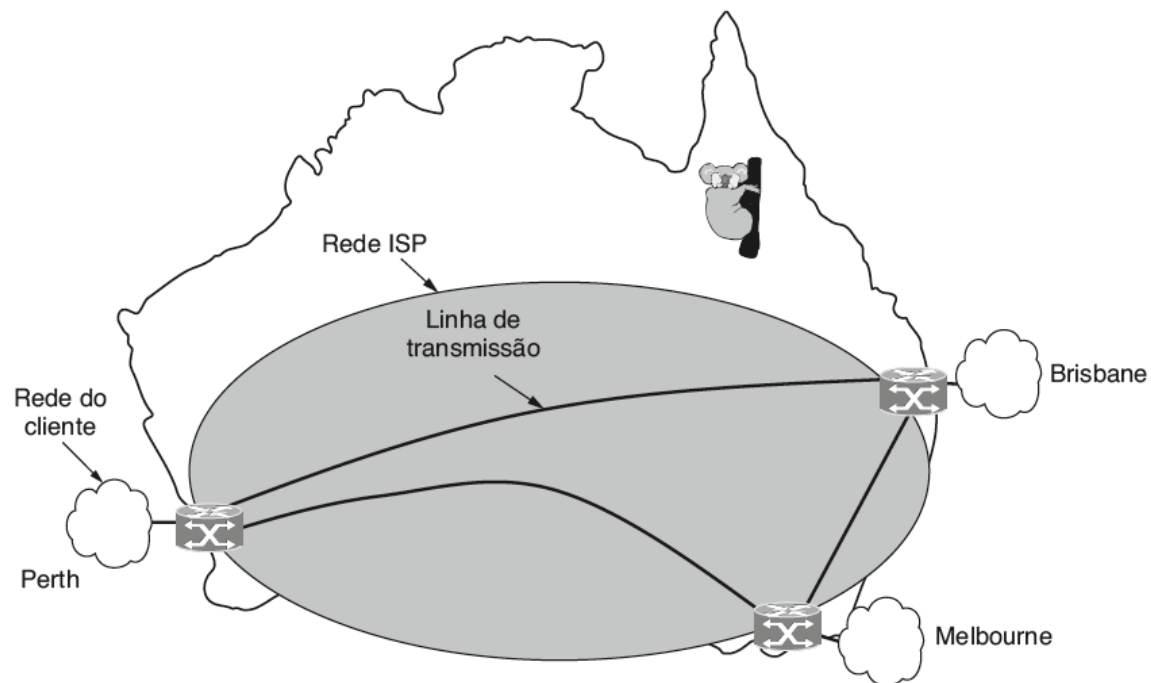 Rede ISP
Linha de
transmissão
Brisbane
Rede do
cliente
Perth
Melbourne